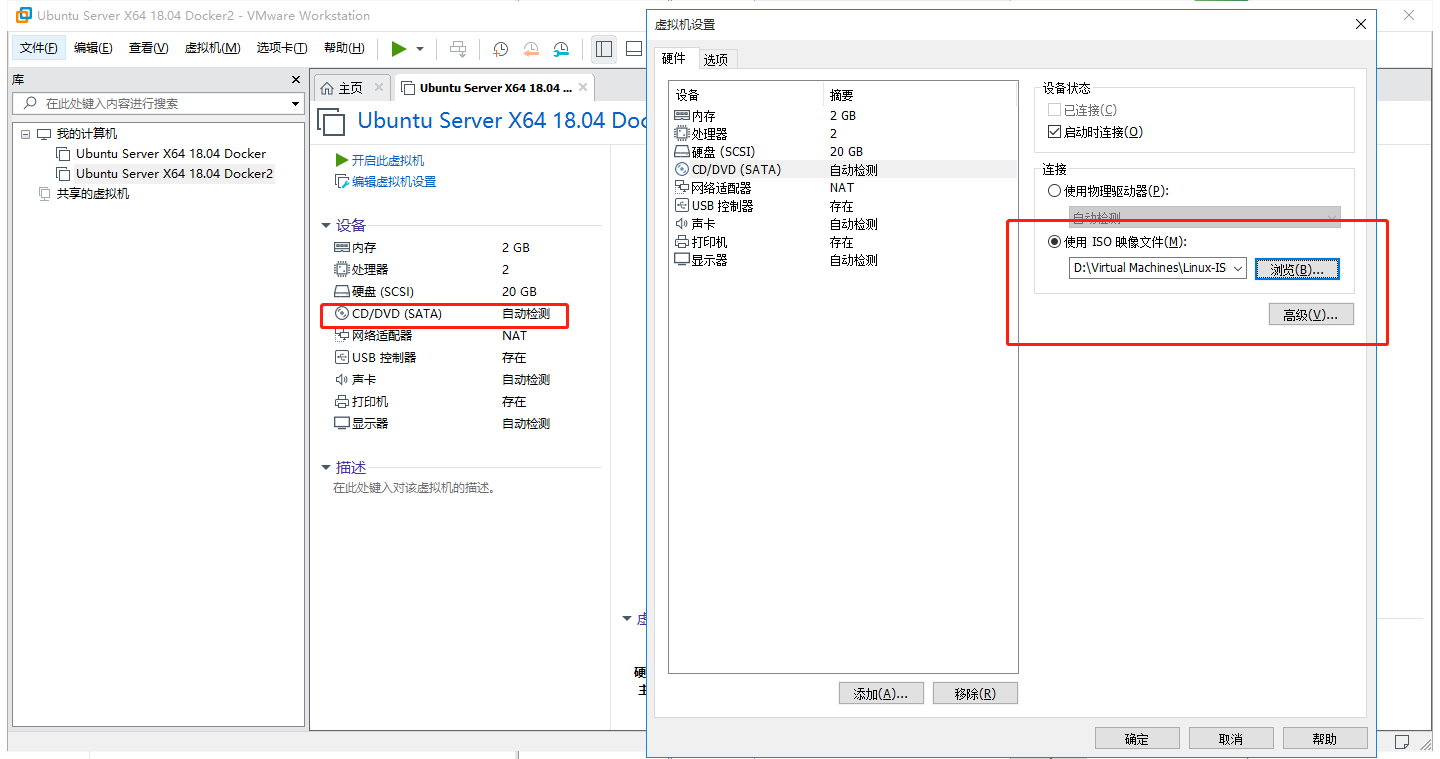 Ubuntu Server X64 18.04 Docker2 - VMware Workstation
文件(F) 编辑(E) 查看(V) 虚拟机(M) 选项卡(T) 帮助(H)
库
在此处键入内容进行搜索
我的计算机
Ubuntu Server X64 18.04 Docker
Ubuntu Server X64 18.04 Docker2
共享的虚拟机
主页
Ubuntu Server X64 18.04 ...
Ubuntu Server X64 18.04 Doc
开启此虚拟机
编辑虚拟机设置
设备
内存 2 GB
处理器 2
硬盘 (SCSI) 20 GB
CD/DVD (SATA) 自动检测
网络适配器 NAT
USB 控制器 存在
声卡 自动检测
打印机 存在
显示器 自动检测
描述
在此处键入对该虚拟机的描述。
虚拟机设置
硬件 选项
设备 摘要
内存 2 GB
处理器 2
硬盘 (SCSI) 20 GB
CD/DVD (SATA) 自动检测
网络适配器 NAT
USB 控制器 存在
声卡 自动检测
打印机 存在
显示器 自动检测
添加(A)... 移除(R)
设备状态
已连接(C)
启动时连接(O)
连接
使用物理驱动器(P):
自动检测
使用 ISO 映像文件(M):
D:\Virtual Machines\Linux-IS
浏览(B)...
高级(V)...
确定 取消 帮助